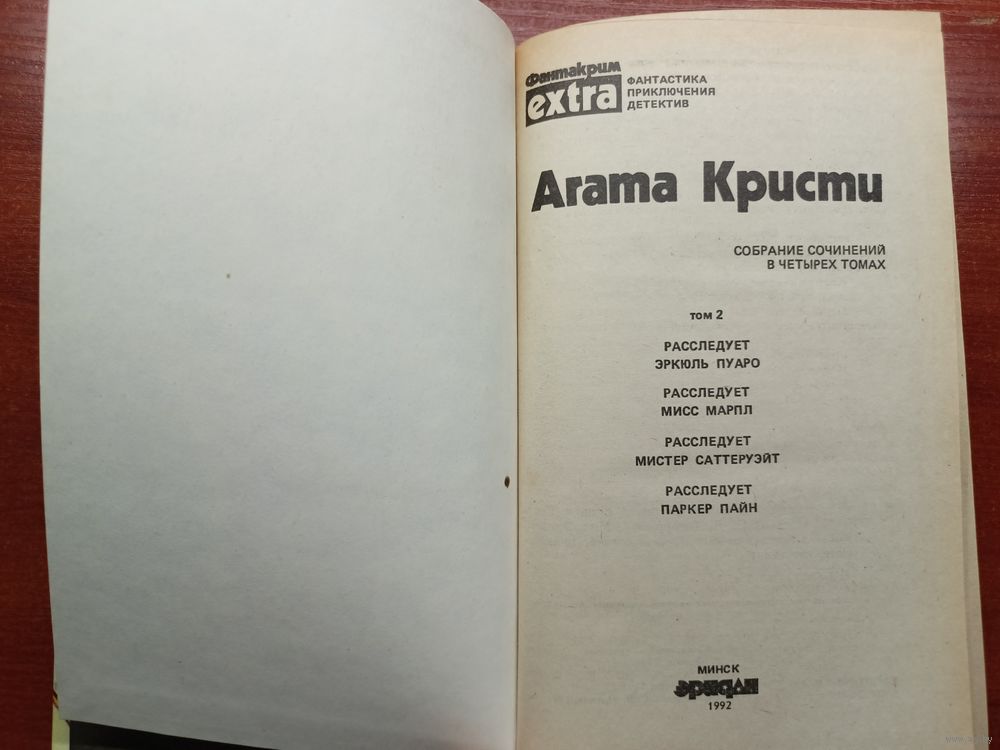 Фантакрим
extra
ФАНТАСТИКА
ПРИКЛЮЧЕНИЯ
ДЕТЕКТИВ
Агата Кристи
СОБРАНИЕ СОЧИНЕНИЙ
В ЧЕТЫРЕХ ТОМАХ
том 2
РАССЛЕДУЕТ
ЭРКЮЛЬ ПУАРО
РАССЛЕДУЕТ
МИСС МАРПЛ
РАССЛЕДУЕТ
МИСТЕР САТТЕРУЭЙТ
РАССЛЕДУЕТ
ПАРКЕР ПАЙН
МИНСК
эридан
1992